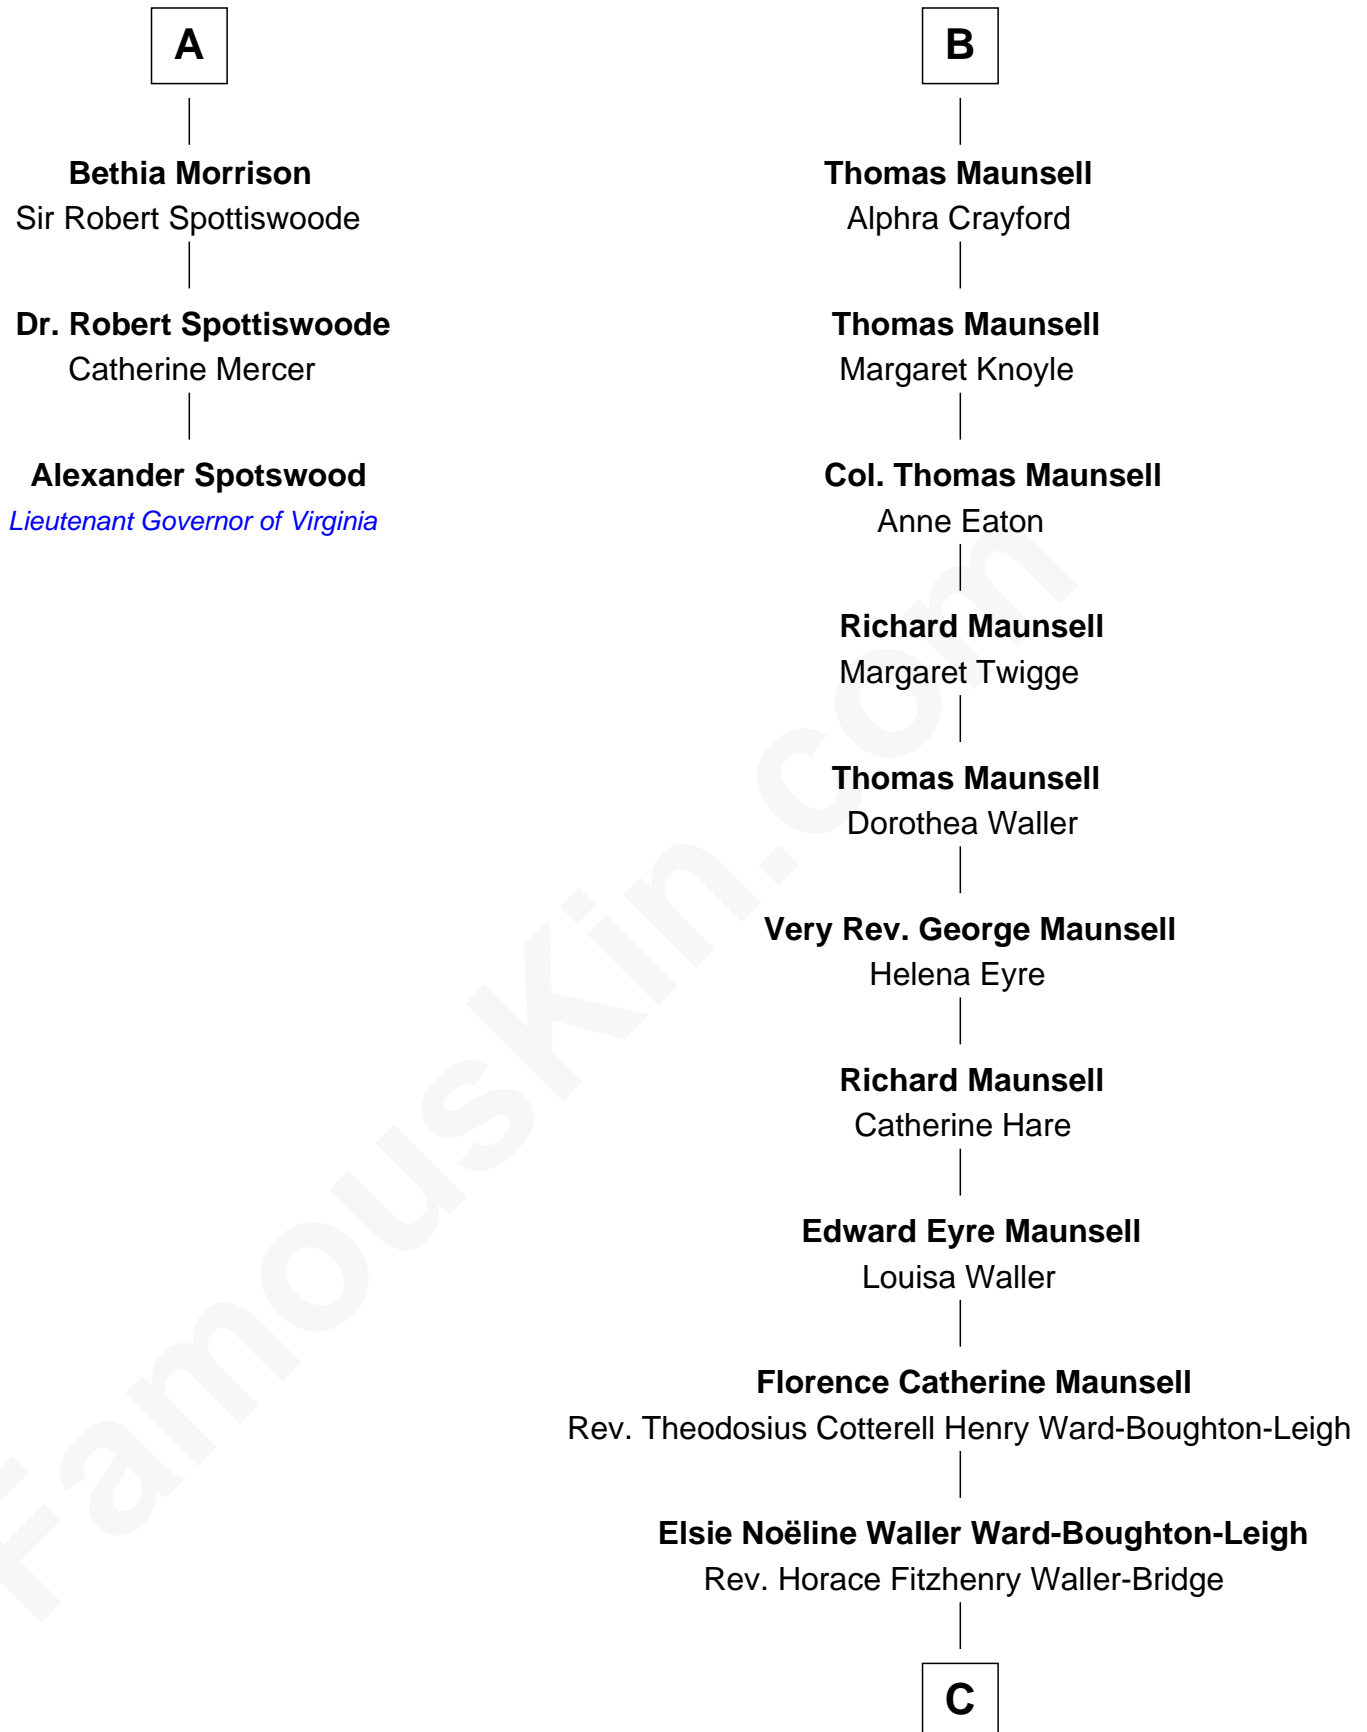 A
Bethia Morrison
Sir Robert Spottiswoode
Dr. Robert Spottiswoode
Catherine Mercer
Alexander Spotswood
Lieutenant Governor of Virginia
B
Thomas Maunsell
Alphra Crayford
Thomas Maunsell
Margaret Knoyle
Col. Thomas Maunsell
Anne Eaton
Richard Maunsell
Margaret Twigge
Thomas Maunsell
Dorothea Waller
Very Rev. George Maunsell
Helena Eyre
Richard Maunsell
Catherine Hare
Edward Eyre Maunsell
Louisa Waller
Florence Catherine Maunsell
Rev. Theodosius Cotterell Henry Ward-Boughton-Leigh
Elsie Noëline Waller Ward-Boughton-Leigh
Rev. Horace Fitzhenry Waller-Bridge
C
FamousKin.com